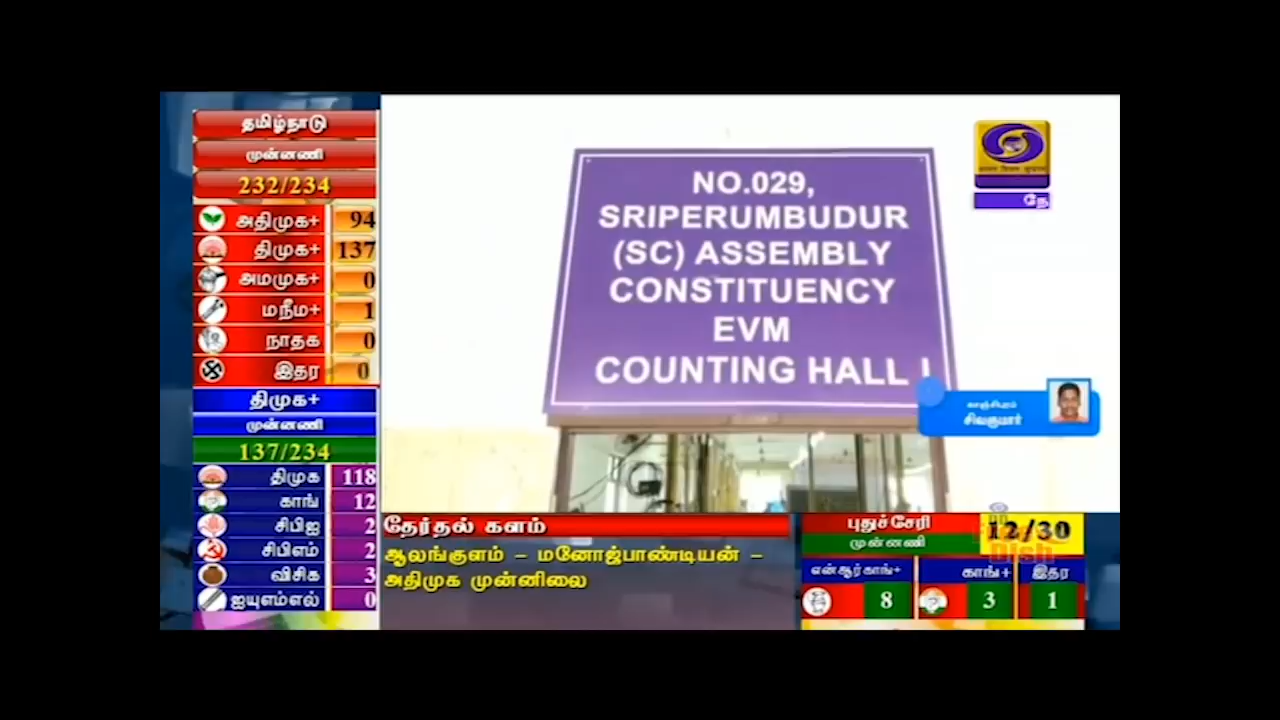 தமிழ்நாடு
முன்னணி
232/234
அதிமுக+ 94
திமுக+ 137
அமமுக+ 0
மநீம+ 1
நாதக 0
இதர 0
திமுக+
முன்னணி
137/234
திமுக 118
காங் 12
சிபிஐ 2
சிபிஎம் 2
விசிக 3
ஐயுஎம்எல் 0
NO.029,
SRIPERUMBUDUR
(SC) ASSEMBLY
CONSTITUENCY
EVM
COUNTING HALL I
நே
காஞ்சிபுரம்
சிவகுமார்
தேர்தல் களம்
ஆலங்குளம் – மனோஜ்பாண்டியன் –
அதிமுக முன்னிலை
புதுச்சேரி
முன்னணி
12/30
Dish
என்ஆர்காங்+ காங்+ இதர
8 3 1